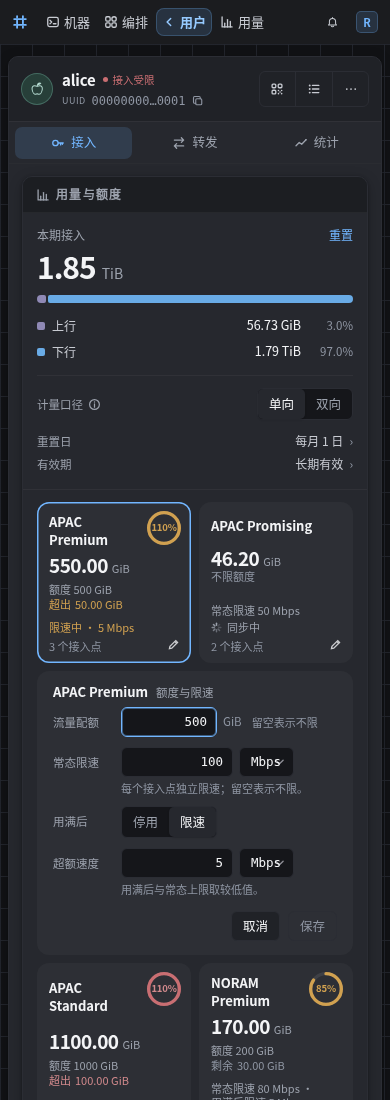 机器
编排
用户
用量
R
alice
接入受限
UUID 00000000…0001
接入
转发
统计
用量与额度
本期接入
重置
1.85 TiB
上行 56.73 GiB 3.0%
下行 1.79 TiB 97.0%
计量口径
单向
双向
重置日 每月 1 日 ›
有效期 长期有效 ›
APAC
Premium
110%
550.00 GiB
额度 500 GiB
超出 50.00 GiB
限速中 · 5 Mbps
3 个接入点
APAC Promising
46.20 GiB
不限额度
常态限速 50 Mbps
同步中
2 个接入点
APAC Premium 额度与限速
流量配额 500 GiB 留空表示不限
常态限速 100 Mbps
每个接入点独立限速；留空表示不限。
用满后 停用 限速
超额速度 5 Mbps
用满后与常态上限取较低值。
取消
保存
APAC
Standard
110%
1100.00 GiB
额度 1000 GiB
超出 100.00 GiB
NORAM
Premium
85%
170.00 GiB
额度 200 GiB
剩余 30.00 GiB
常态限速 80 Mbps ·